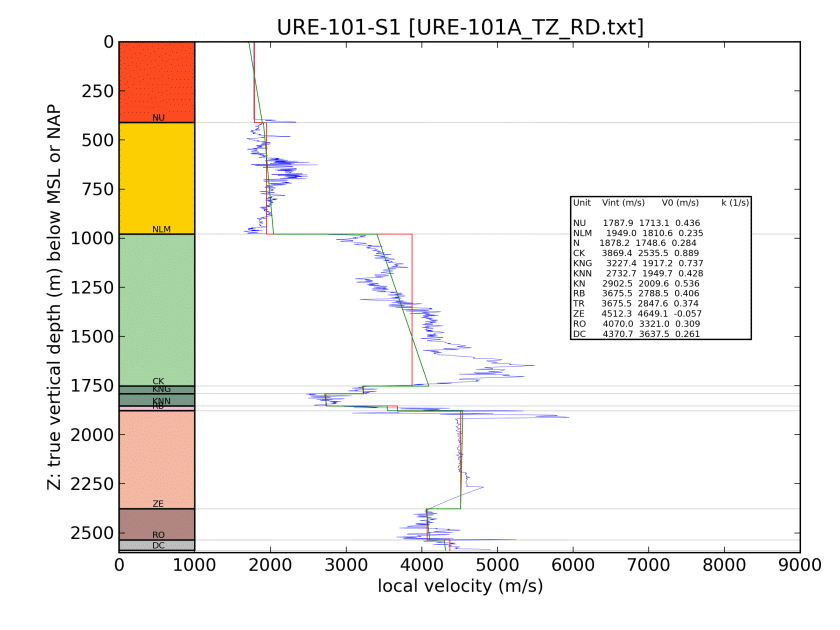 URE-101-S1 [URE-101A_TZ_RD.txt]
Z: true vertical depth (m) below MSL or NAP
0
250
500
750
1000
1250
1500
1750
2000
2250
2500
NU
NLM
CK
KNG
KNN
RB
ZE
RO
DC
Unit Vint (m/s) V0 (m/s) k (1/s)
NU 1787.9 1713.1 0.436
NLM 1949.0 1810.6 0.235
N 1878.2 1748.6 0.284
CK 3869.4 2535.5 0.889
KNG 3227.4 1917.2 0.737
KNN 2732.7 1949.7 0.428
KN 2902.5 2009.6 0.536
RB 3675.5 2788.5 0.406
TR 3675.5 2847.6 0.374
ZE 4512.3 4649.1 -0.057
RO 4070.0 3321.0 0.309
DC 4370.7 3637.5 0.261
0 1000 2000 3000 4000 5000 6000 7000 8000 9000
local velocity (m/s)